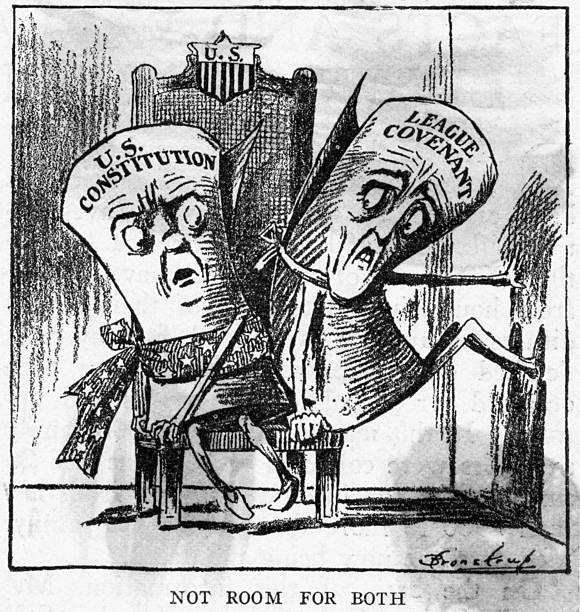 U.S.
U.S.
CONSTITUTION
LEAGUE
COVENANT
Bronstrup
NOT ROOM FOR BOTH